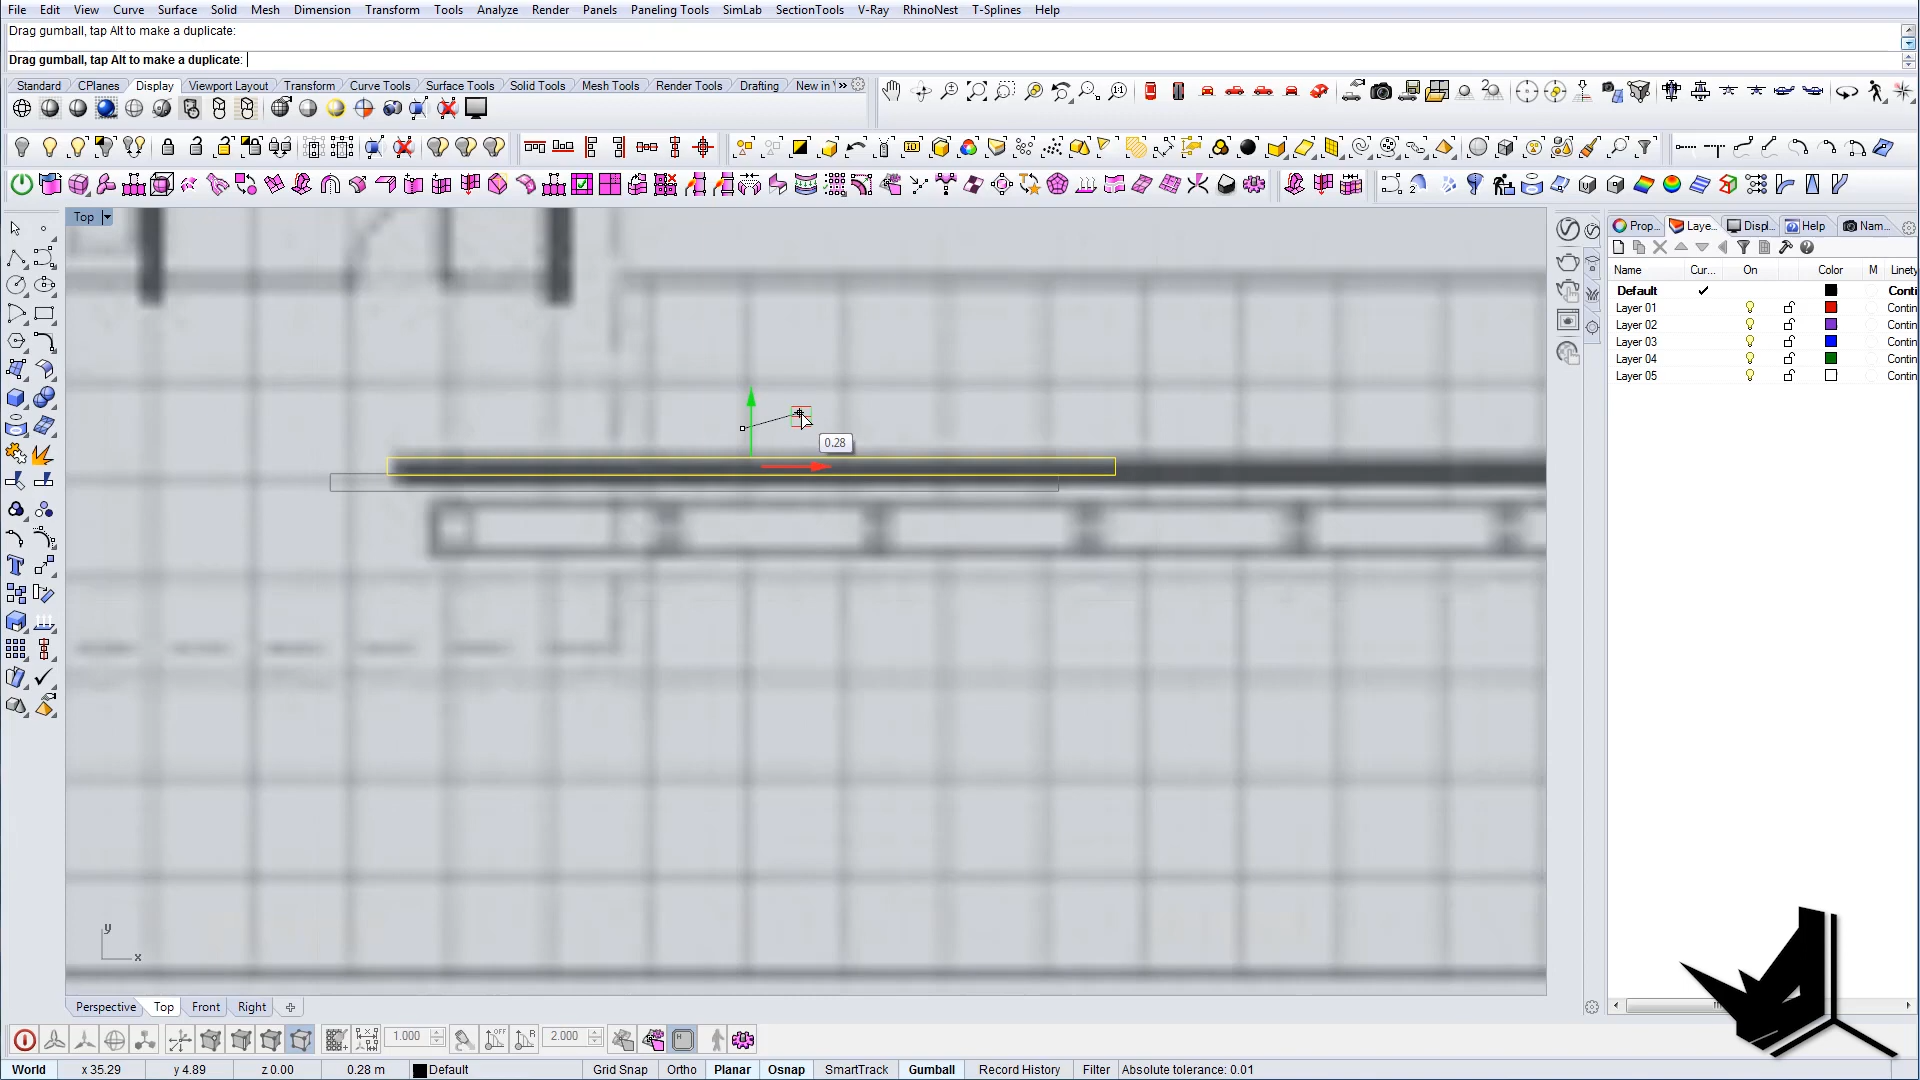 File Edit View Curve Surface Solid Mesh Dimension Transform Tools Analyze Render Panels Paneling Tools SimLab SectionTools V-Ray RhinoNest T-Splines Help
Drag gumball, tap Alt to make a duplicate:
Drag gumball, tap Alt to make a duplicate:
Standard CPlanes Display Viewport Layout Transform Curve Tools Surface Tools Solid Tools Mesh Tools Render Tools Drafting New in
Top
Prop... Laye... Displ... Help Nam...
Name Cur... On Color M Linety
Default Conti
Layer 01 Contin
Layer 02 Contin
Layer 03 Contin
Layer 04 Contin
Layer 05 Contin
0.28
y
x
Perspective Top Front Right
1.000 2.000
World x 35.29 y 4.89 z 0.00 0.28 m Default Grid Snap Ortho Planar Osnap SmartTrack Gumball Record History Filter Absolute tolerance: 0.01